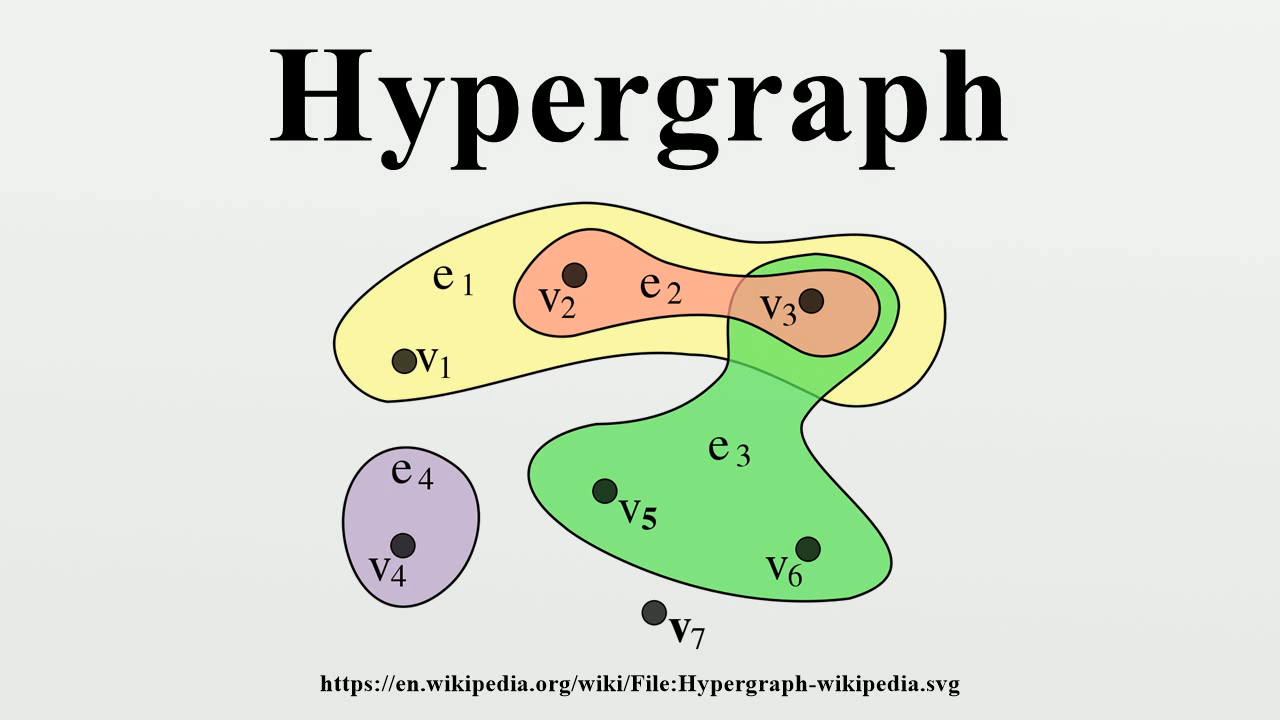 Hypergraph
e1
v2
e2
v3
v1
e3
e4
v5
v4
v6
v7
https://en.wikipedia.org/wiki/File:Hypergraph-wikipedia.svg